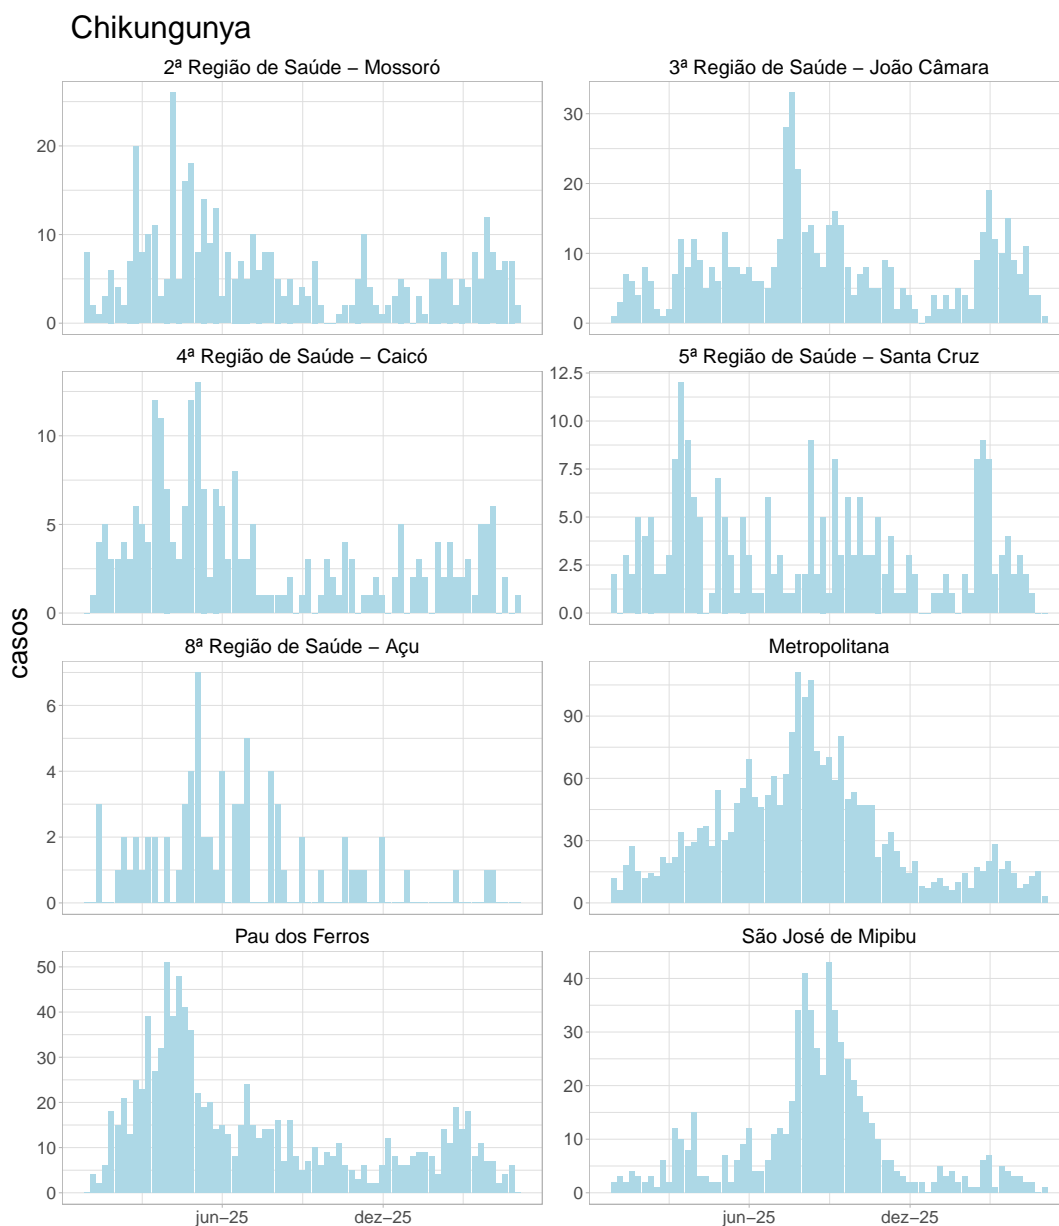 Chikungunya
2ª Região de Saúde − Mossoró
3ª Região de Saúde − João Câmara
20
10
0
30
20
10
0
4ª Região de Saúde − Caicó
5ª Região de Saúde − Santa Cruz
10
5
0
12.5
10.0
7.5
5.0
2.5
0.0
casos
8ª Região de Saúde − Açu
Metropolitana
6
4
2
0
90
60
30
0
Pau dos Ferros
São José de Mipibu
50
40
30
20
10
0
40
30
20
10
0
jun−25
dez−25
jun−25
dez−25